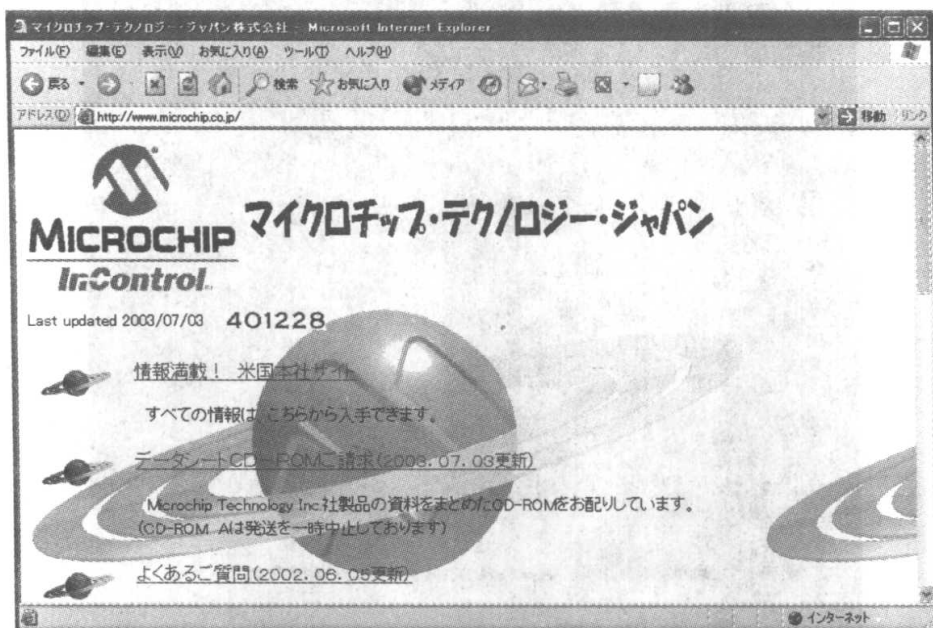 マイクロチップ・テクノロジー・ジャパン株式会社 - Microsoft Internet Explorer
ファイル(F) 編集(E) 表示(V) お気に入り(A) ツール(T) ヘルプ(H)
戻る 検索 お気に入り メディア
アドレス(D) http://www.microchip.co.jp/ 移動 リンク
MICROCHIP
InControl
マイクロチップ・テクノロジー・ジャパン
Last updated 2003/07/03 401228
情報満載! 米国本社サイト
すべての情報は、こちらから入手できます。
データシートCD-ROMご請求(2003.07.03更新)
Microchip Technology Inc.社製品の資料をまとめたCD-ROMをお配りしています。
(CD-ROM Aは発送を一時中止しております)
よくあるご質問(2002.06.05更新)
インターネット